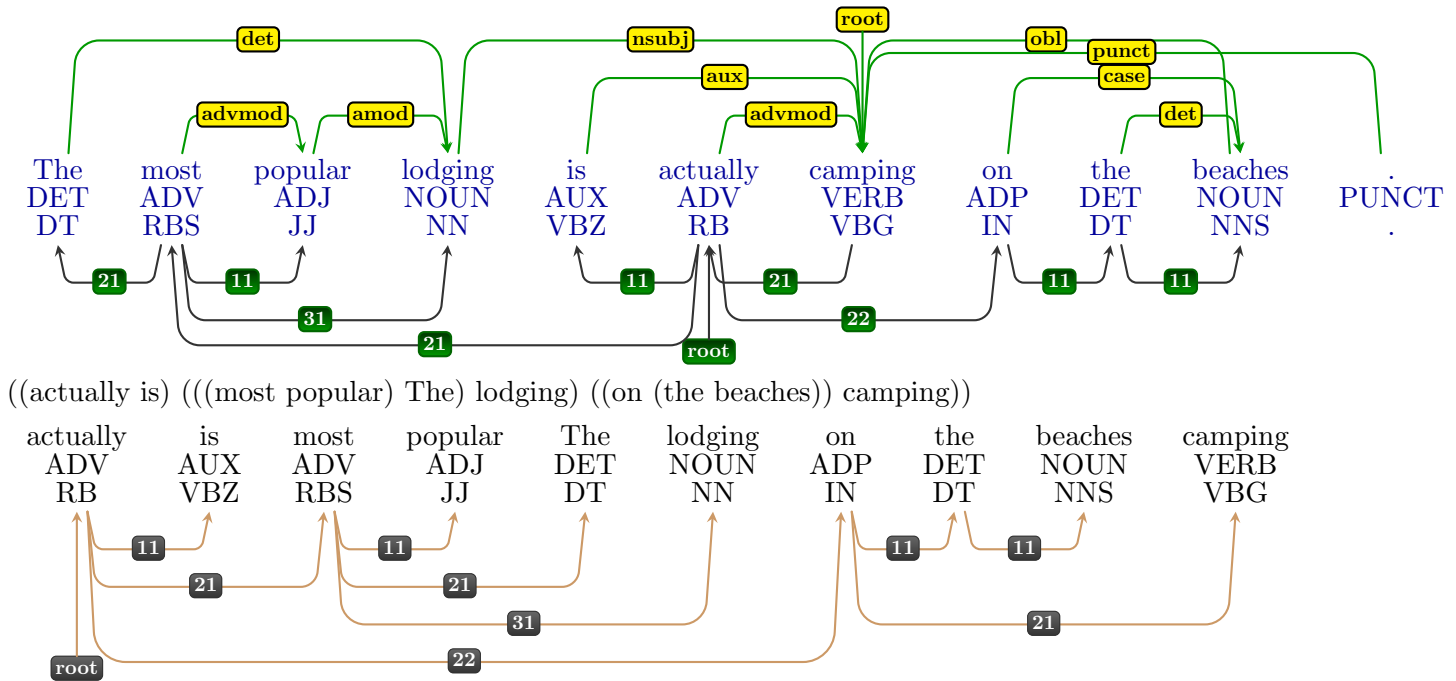 root
det nsubj obl
punct
aux case
advmod amod advmod det
The most popular lodging is actually camping on the beaches .
DET ADV ADJ NOUN AUX ADV VERB ADP DET NOUN PUNCT
DT RBS JJ NN VBZ RB VBG IN DT NNS .
21 11 11 21 11 11
31 22
21 root
((actually is) (((most popular) The) lodging) ((on (the beaches)) camping))
actually is most popular The lodging on the beaches camping
ADV AUX ADV ADJ DET NOUN ADP DET NOUN VERB
RB VBZ RBS JJ DT NN IN DT NNS VBG
11 11 11 11
21 21
31 21
root 22